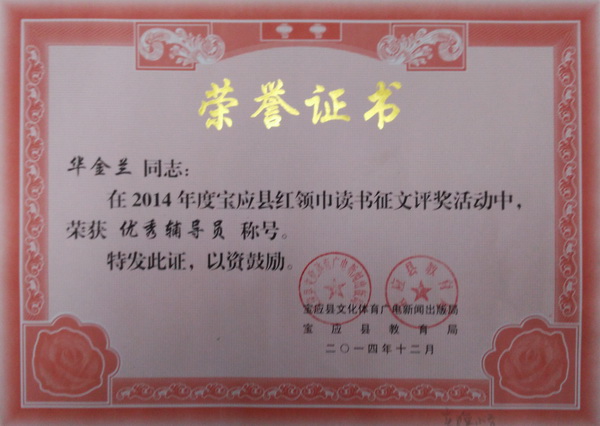 荣誉证书
华金兰 同志：
在2014年度宝应县红领巾读书征文评奖活动中，
荣获 优秀辅导员 称号。
特发此证，以资鼓励。
宝应县文化体育广电新闻出版局
宝应县教育局
二〇一四年十二月